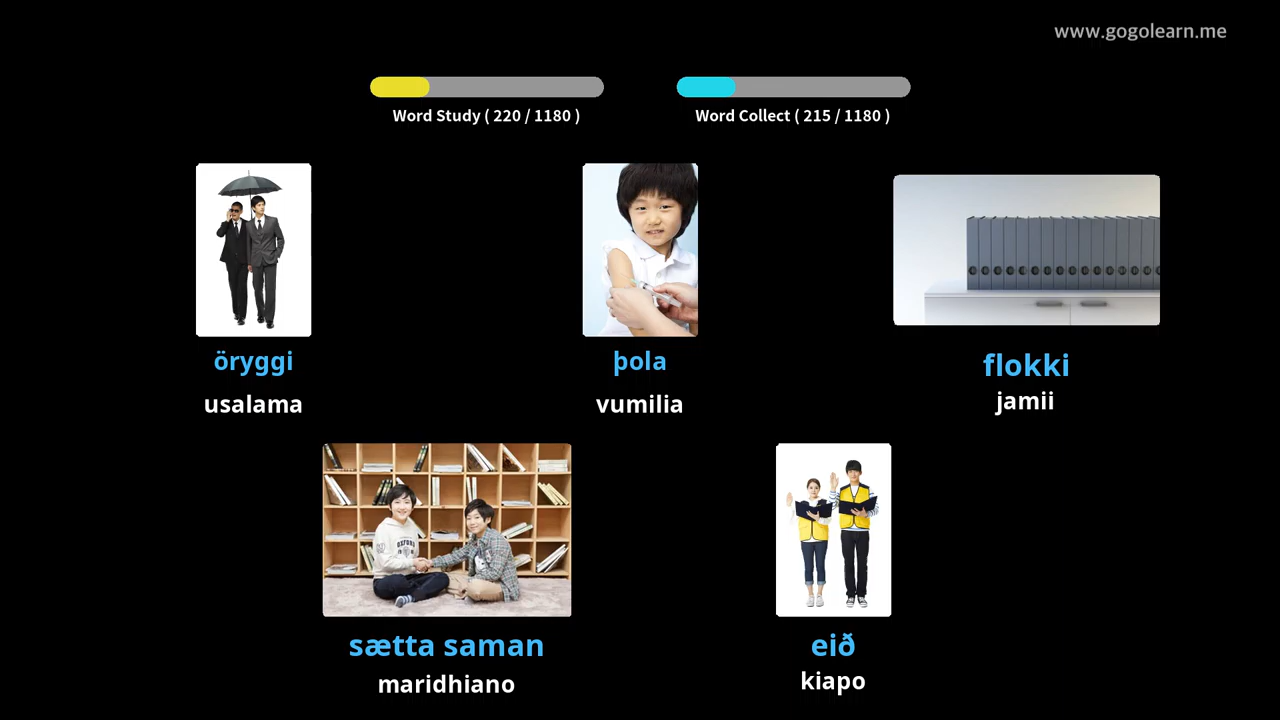 www.gogolearn.me
Word Study ( 220 / 1180 )
Word Collect ( 215 / 1180 )
öryggi
usalama
þola
vumilia
flokki
jamii
sætta saman
maridhiano
eið
kiapo